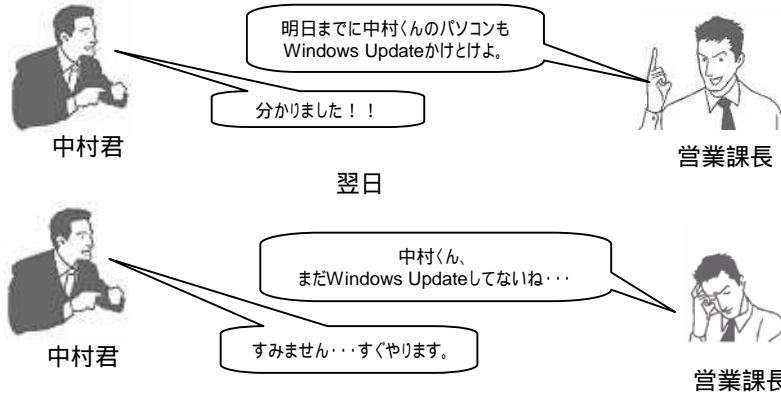 明日までに中村くんのパソコンも
Windows Updateかけとけよ。
分かりました！！
中村君
営業課長
翌日
中村くん、
まだWindows Updateしてないね・・・
すみません・・・すぐやります。
中村君
営業課長